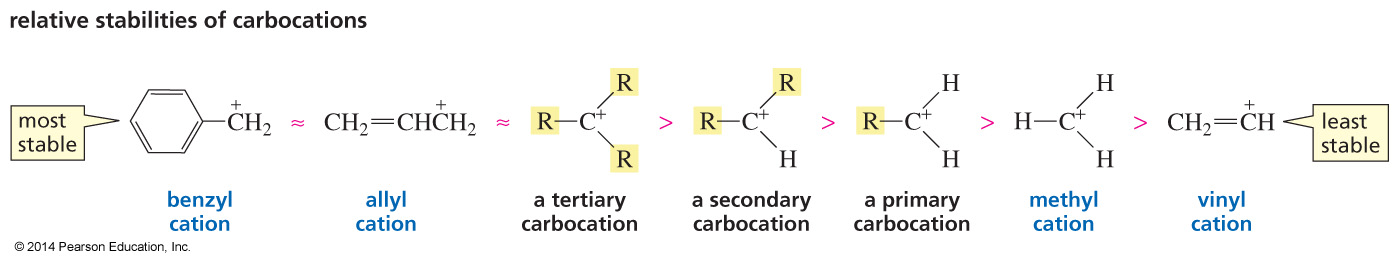 relative stabilities of carbocations
most
stable
CH₂ ≈ CH₂=CHCH₂ ≈ R—C+ R R > R—C+ R H > R—C+ H H > H—C+ H H > CH₂=CH
+ + +
least
stable
benzyl
cation
allyl
cation
a tertiary
carbocation
a secondary
carbocation
a primary
carbocation
methyl
cation
vinyl
cation
© 2014 Pearson Education, Inc.